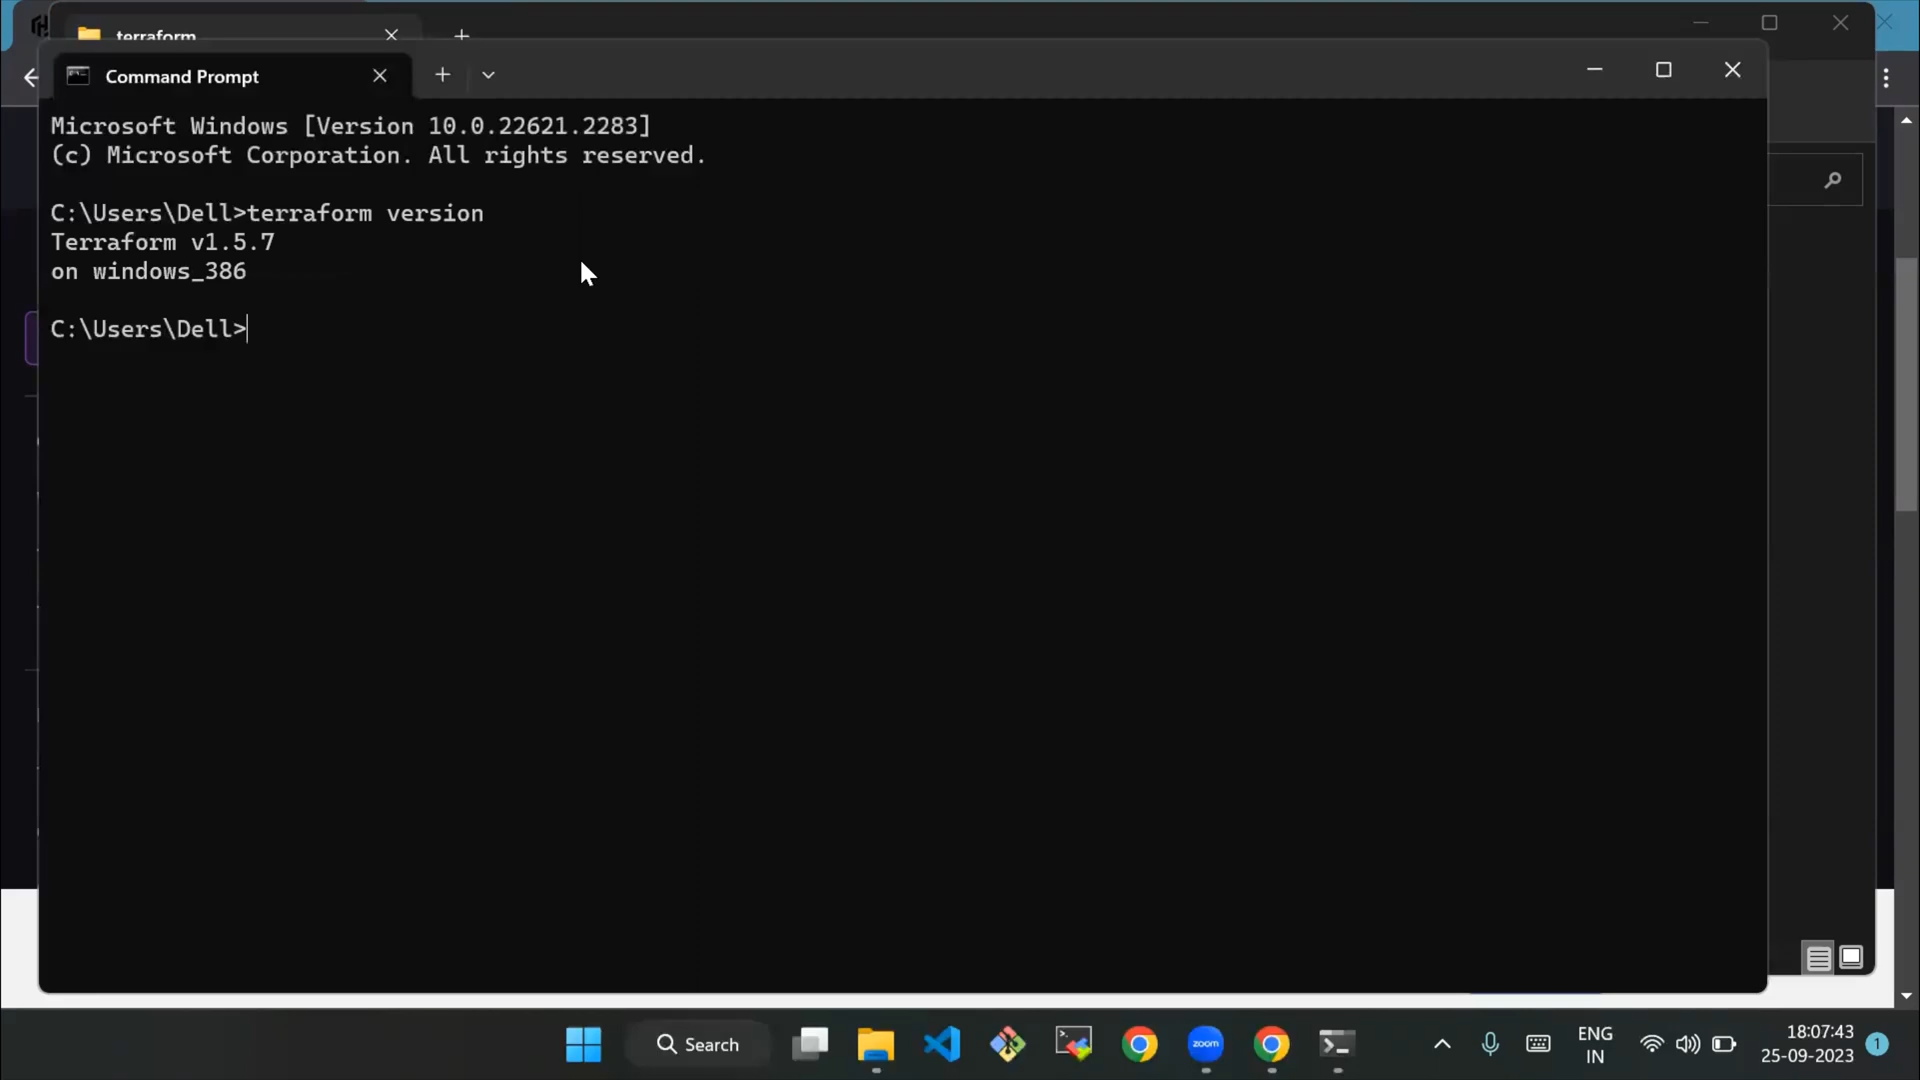 terraform
Command Prompt
Microsoft Windows [Version 10.0.22621.2283]
(c) Microsoft Corporation. All rights reserved.
C:\Users\Dell>terraform version
Terraform v1.5.7
on windows_386
C:\Users\Dell>
Search
zoom
ENG
IN
18:07:43
25-09-2023
1